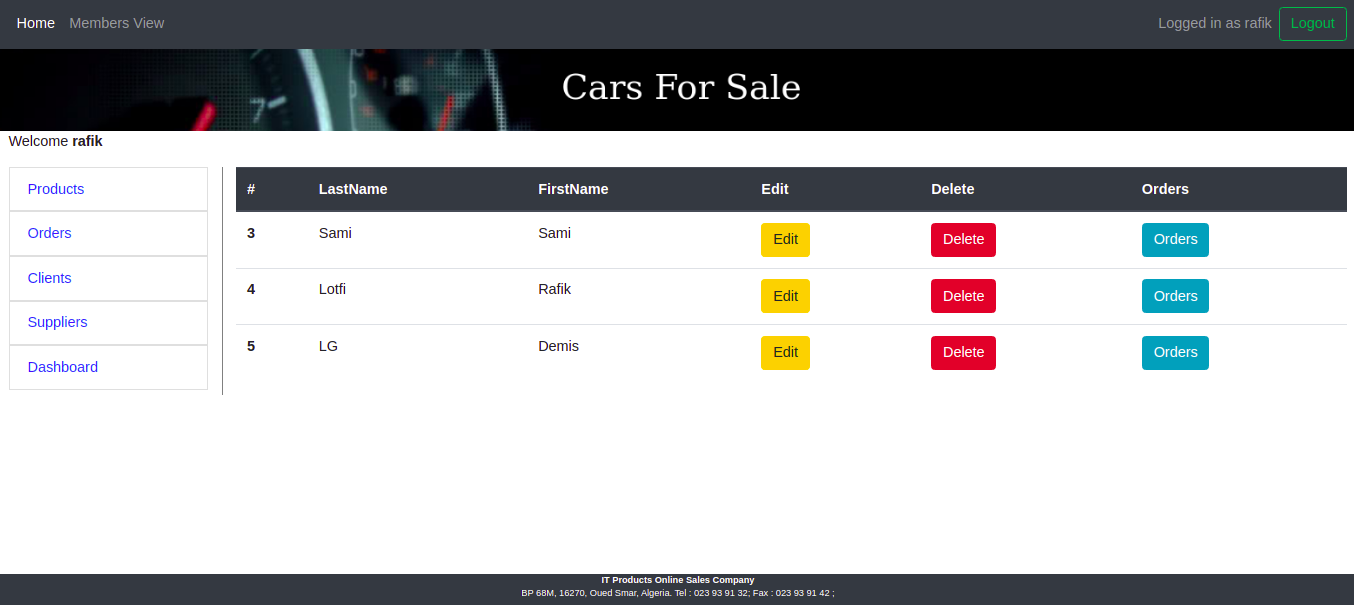 Home Members View Logged in as rafik Logout
7
Cars For Sale
Welcome rafik
Products
Orders
Clients
Suppliers
Dashboard
# LastName FirstName Edit Delete Orders
3 Sami Sami Edit Delete Orders
4 Lotfi Rafik Edit Delete Orders
5 LG Demis Edit Delete Orders
IT Products Online Sales Company
BP 68M, 16270, Oued Smar, Algeria. Tel : 023 93 91 32; Fax : 023 93 91 42 ;